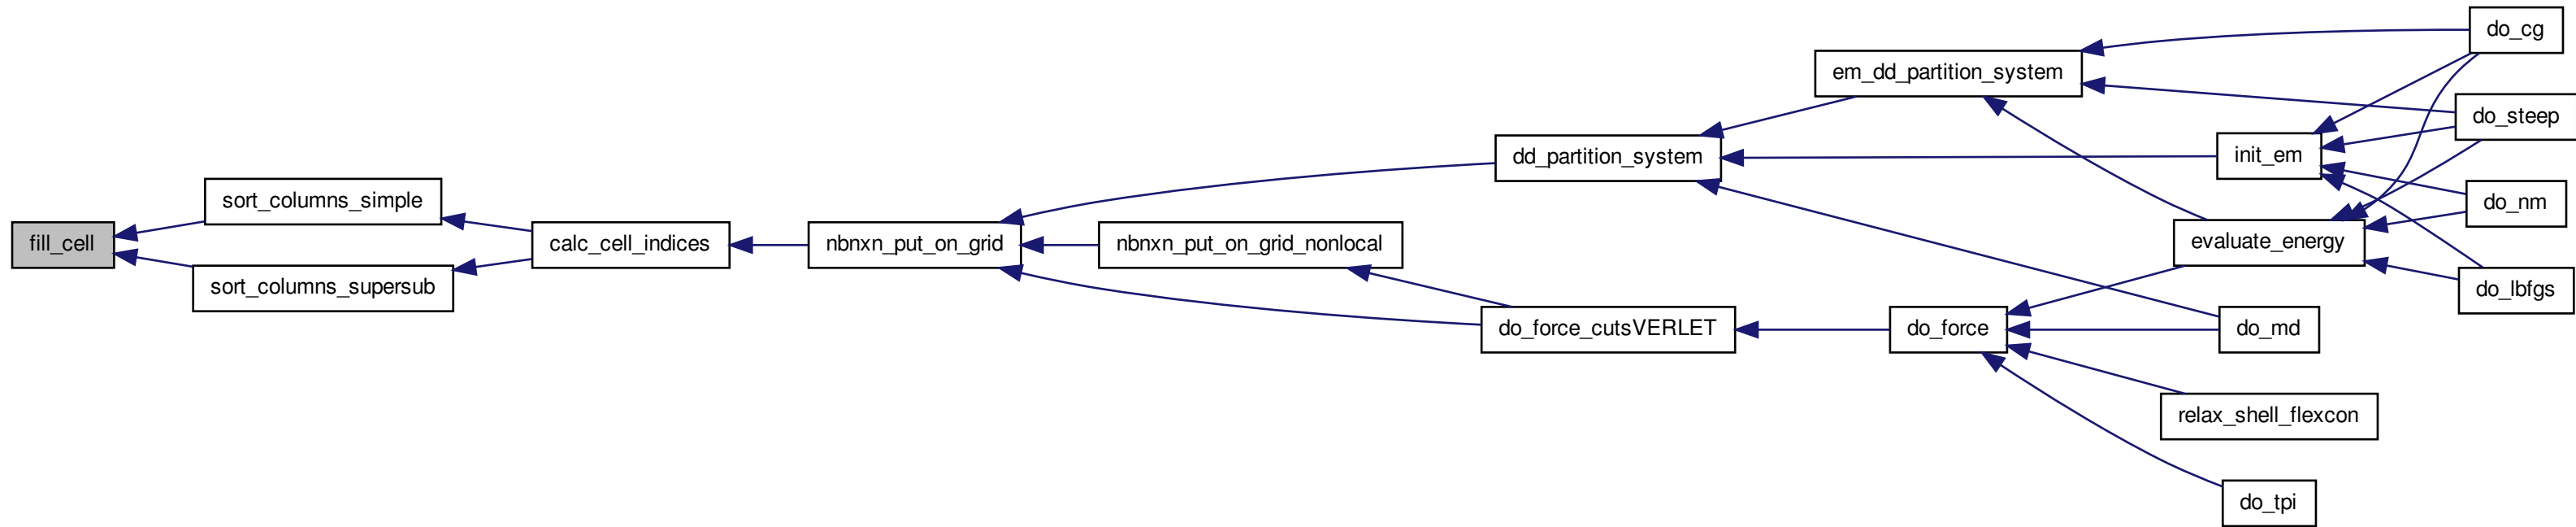 fill_cell
sort_columns_simple
sort_columns_supersub
calc_cell_indices
nbnxn_put_on_grid
nbnxn_put_on_grid_nonlocal
dd_partition_system
do_force_cutsVERLET
em_dd_partition_system
do_force
init_em
evaluate_energy
do_md
relax_shell_flexcon
do_tpi
do_cg
do_steep
do_nm
do_lbfgs